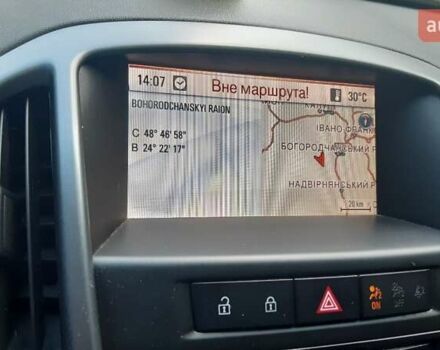 au
14:07 Вне маршрута! 30°C
BOHORODCHANSKYI RAION
С 48° 46' 58"
В 24° 22' 17"
ІВАНО-ФРАНК
БОГОРОДЧАНСЬКИЙ Р
НАДВІРНЯНСЬКИЙ Р
20 km
ON